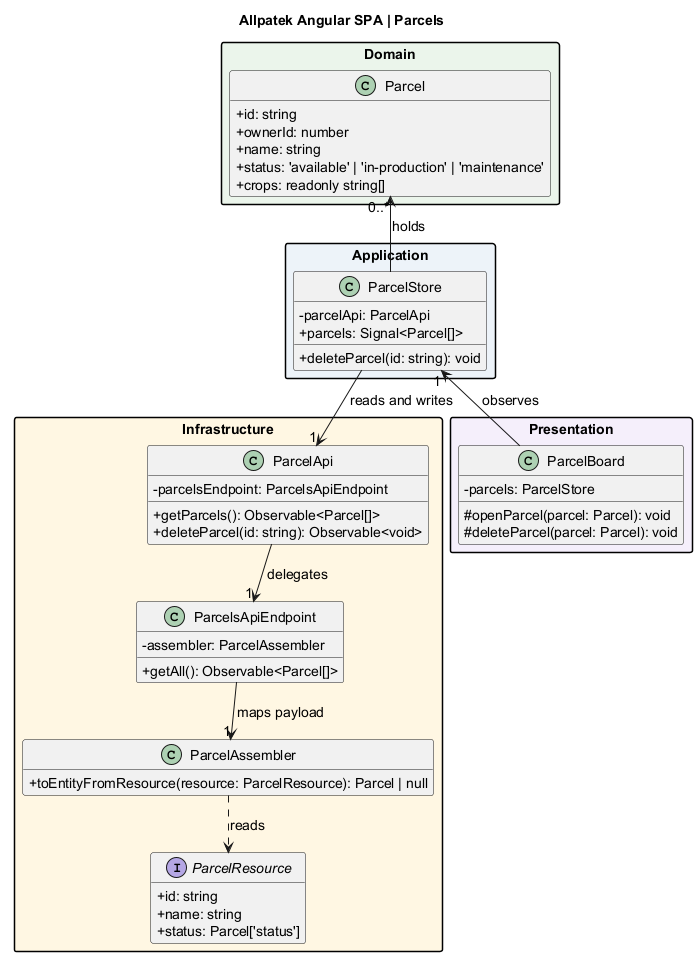 Allpatek Angular SPA | Parcels
Domain
C Parcel
+id: string
+ownerId: number
+name: string
+status: 'available' | 'in-production' | 'maintenance'
+crops: readonly string[]
0..*
holds
Application
C ParcelStore
-parcelApi: ParcelApi
+parcels: Signal<Parcel[]>
+deleteParcel(id: string): void
1
reads and writes
observes
1
Infrastructure
C ParcelApi
-parcelsEndpoint: ParcelsApiEndpoint
+getParcels(): Observable<Parcel[]>
+deleteParcel(id: string): Observable<void>
Presentation
C ParcelBoard
-parcels: ParcelStore
#openParcel(parcel: Parcel): void
#deleteParcel(parcel: Parcel): void
delegates
1
C ParcelsApiEndpoint
-assembler: ParcelAssembler
+getAll(): Observable<Parcel[]>
maps payload
1
C ParcelAssembler
+toEntityFromResource(resource: ParcelResource): Parcel | null
reads
I ParcelResource
+id: string
+name: string
+status: Parcel['status']